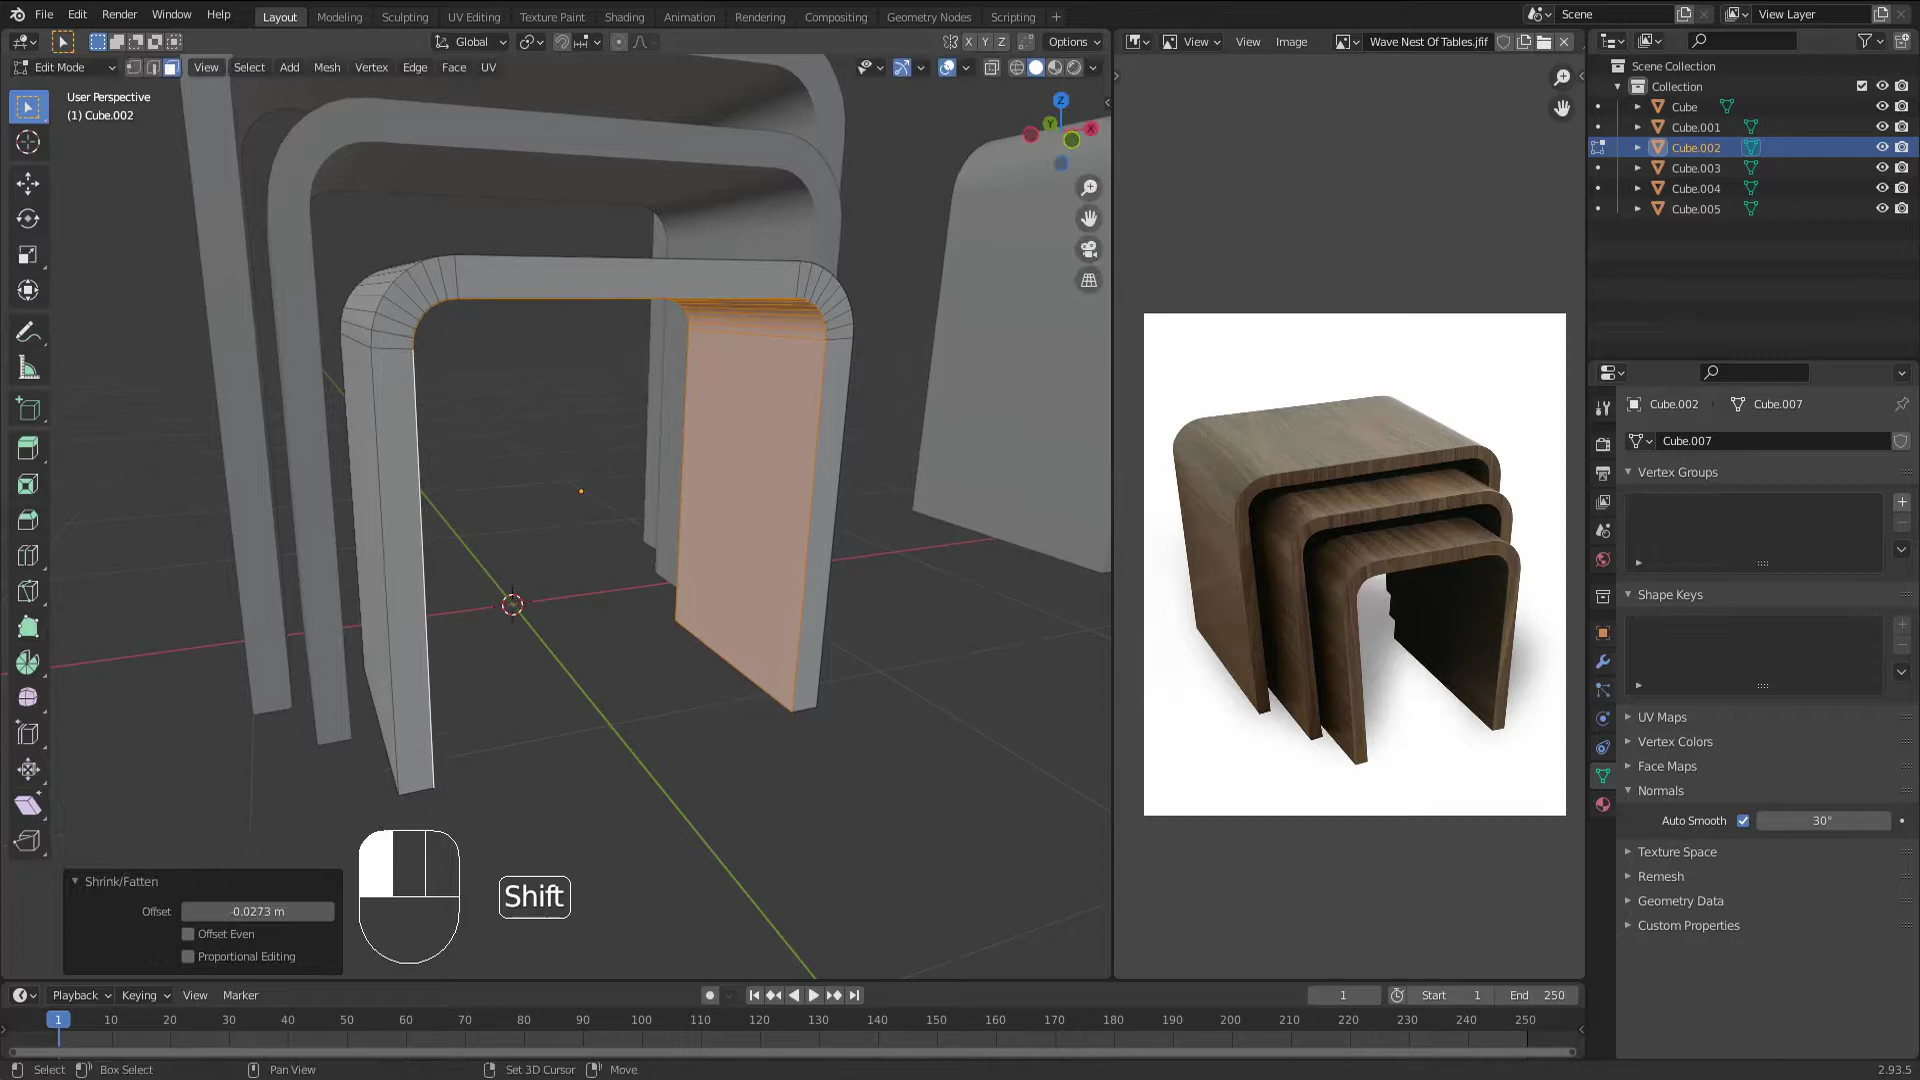 File Edit Render Window Help Layout Modeling Sculpting UV Editing Texture Paint Shading Animation Rendering Compositing Geometry Nodes Scripting + Scene View Layer
Global X Y Z Options View View Image Wave Nest Of Tables.jfif
Edit Mode View Select Add Mesh Vertex Edge Face UV
User Perspective
(1) Cube.002
Z
Y
X
Scene Collection
Collection
Cube
Cube.001
Cube.002
Cube.003
Cube.004
Cube.005
Cube.002 Cube.007
Cube.007
Vertex Groups
Shape Keys
UV Maps
Vertex Colors
Face Maps
Normals
Auto Smooth 30°
Texture Space
Remesh
Geometry Data
Custom Properties
Shift
Shrink/Fatten
Offset -0.0273 m
Offset Even
Proportional Editing
Playback Keying View Marker 1 Start 1 End 250
1 10 20 30 40 50 60 70 80 90 100 110 120 130 140 150 160 170 180 190 200 210 220 230 240 250
Select Box Select Pan View Set 3D Cursor Move 2.93.5